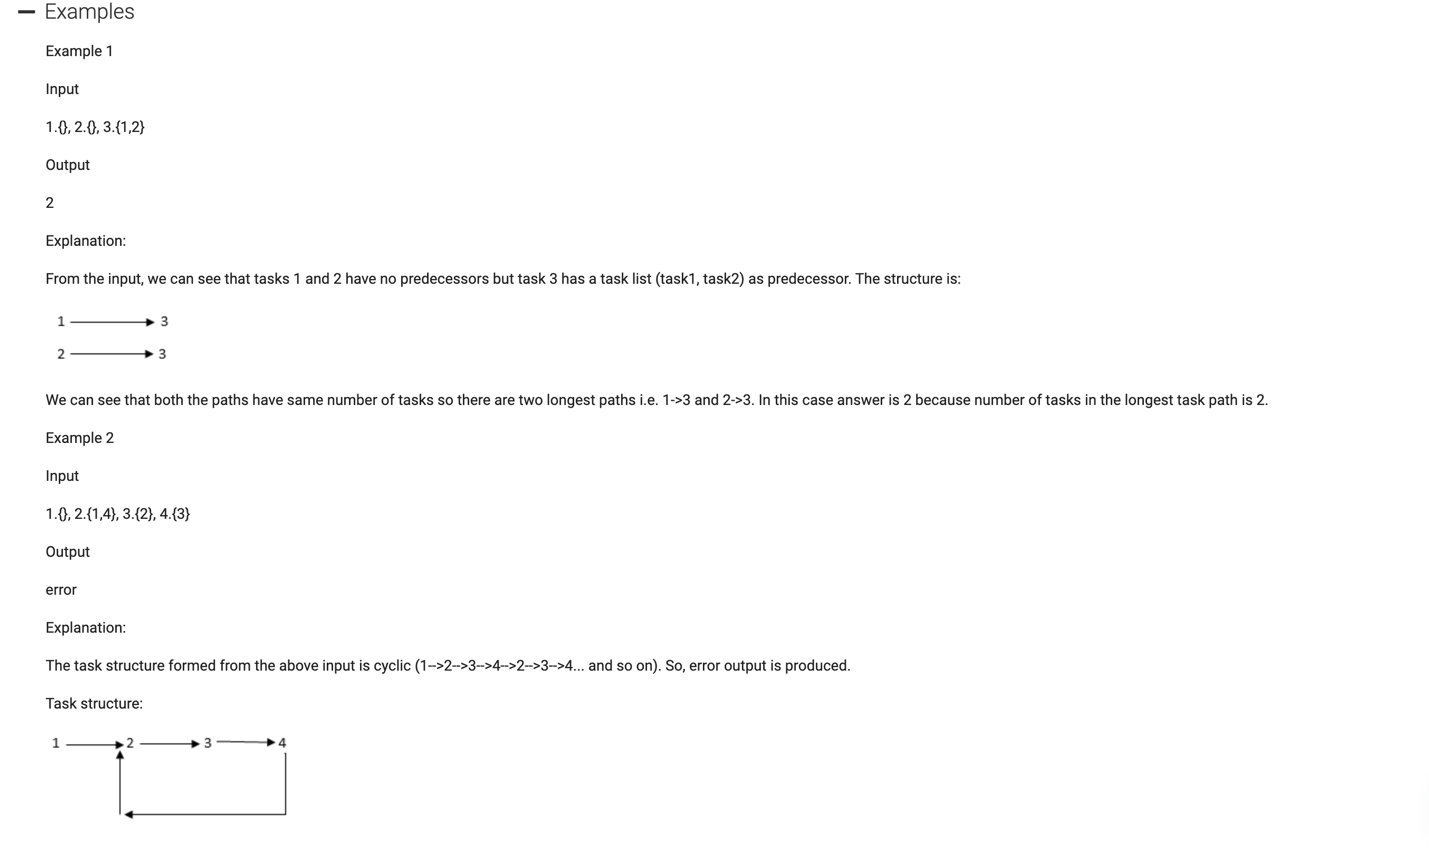 Examples
Example 1
Input
1.{}, 2.{}, 3.{1,2}
Output
2
Explanation:
From the input, we can see that tasks 1 and 2 have no predecessors but task 3 has a task list (task1, task2) as predecessor. The structure is:
1 3
2 3
We can see that both the paths have same number of tasks so there are two longest paths i.e. 1->3 and 2->3. In this case answer is 2 because number of tasks in the longest task path is 2.
Example 2
Input
1.{}, 2.{1,4}, 3.{2}, 4.{3}
Output
error
Explanation:
The task structure formed from the above input is cyclic (1-->2-->3-->4-->2-->3-->4... and so on). So, error output is produced.
Task structure:
1 2 3 4